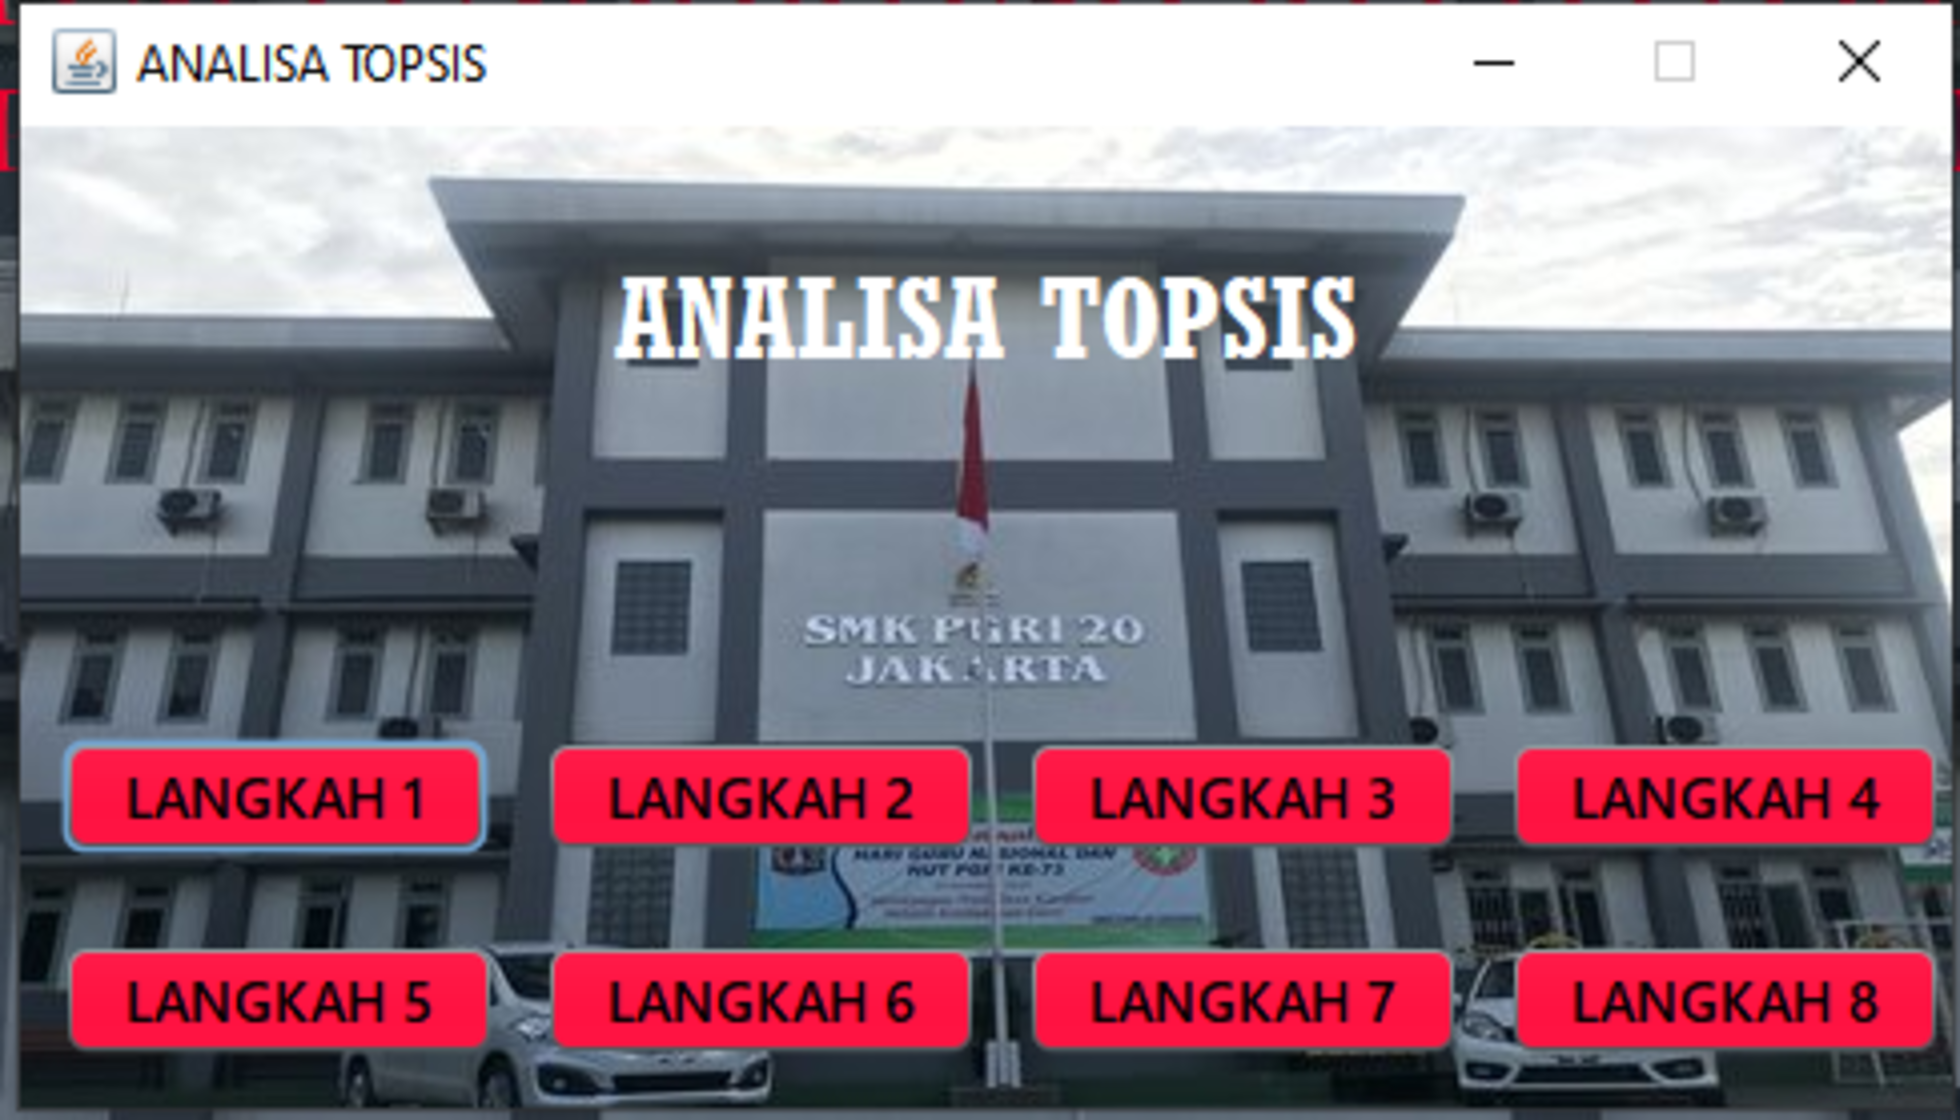 ANALISA TOPSIS
ANALISA TOPSIS
SMK PGRI 20
JAKARTA
LANGKAH 1
LANGKAH 2
LANGKAH 3
LANGKAH 4
HARI GURU NASIONAL DAN
HUT PGRI KE-73
LANGKAH 5
LANGKAH 6
LANGKAH 7
LANGKAH 8